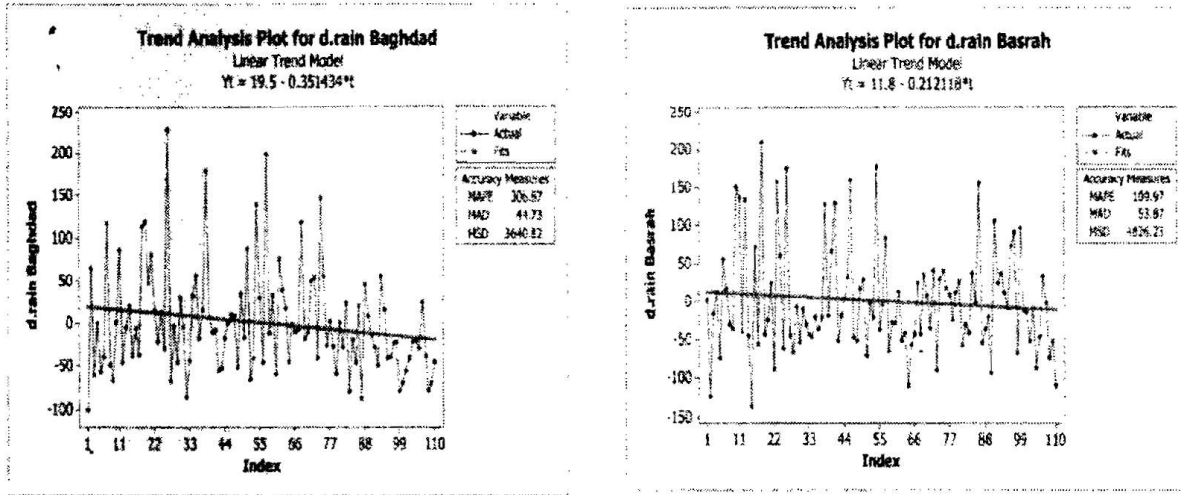 Trend Analysis Plot for d.rain Baghdad
Linear Trend Model
Yt = 19.5 - 0.351434*t
Variable
Actual
Fits
Accuracy Measures
MAPE 306.87
MAD 44.73
MSD 3640.82
250
200
150
100
50
0
-50
-100
d.rain Baghdad
1 11 22 33 44 55 66 77 88 99 110
Index
Trend Analysis Plot for d.rain Basrah
Linear Trend Model
Yt = 11.8 - 0.212118*t
Variable
Actual
Fits
Accuracy Measures
MAPE 109.97
MAD 53.87
MSD 4826.23
250
200
150
100
50
0
-50
-100
-150
d.rain Basrah
1 11 22 33 44 55 66 77 88 99 110
Index